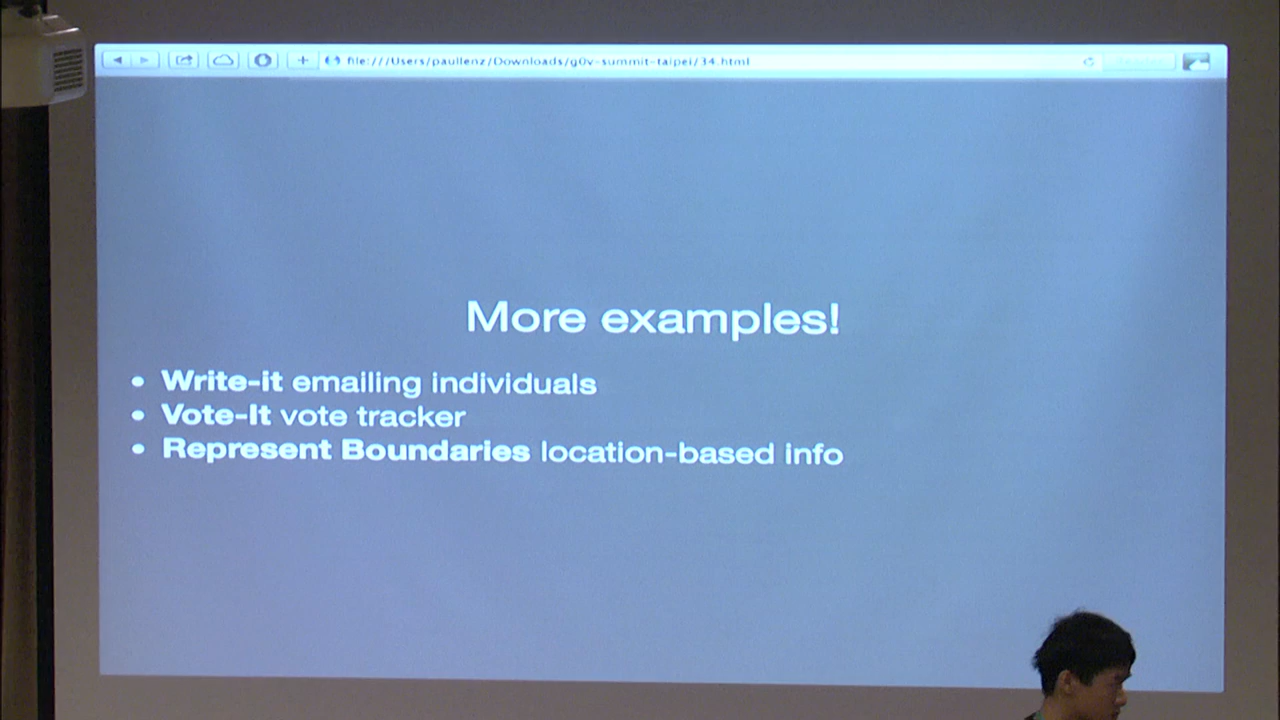 file:///Users/paullenz/Downloads/g0v-summit-taipei/34.html
More examples!
• Write-it emailing individuals
• Vote-It vote tracker
• Represent Boundaries location-based info